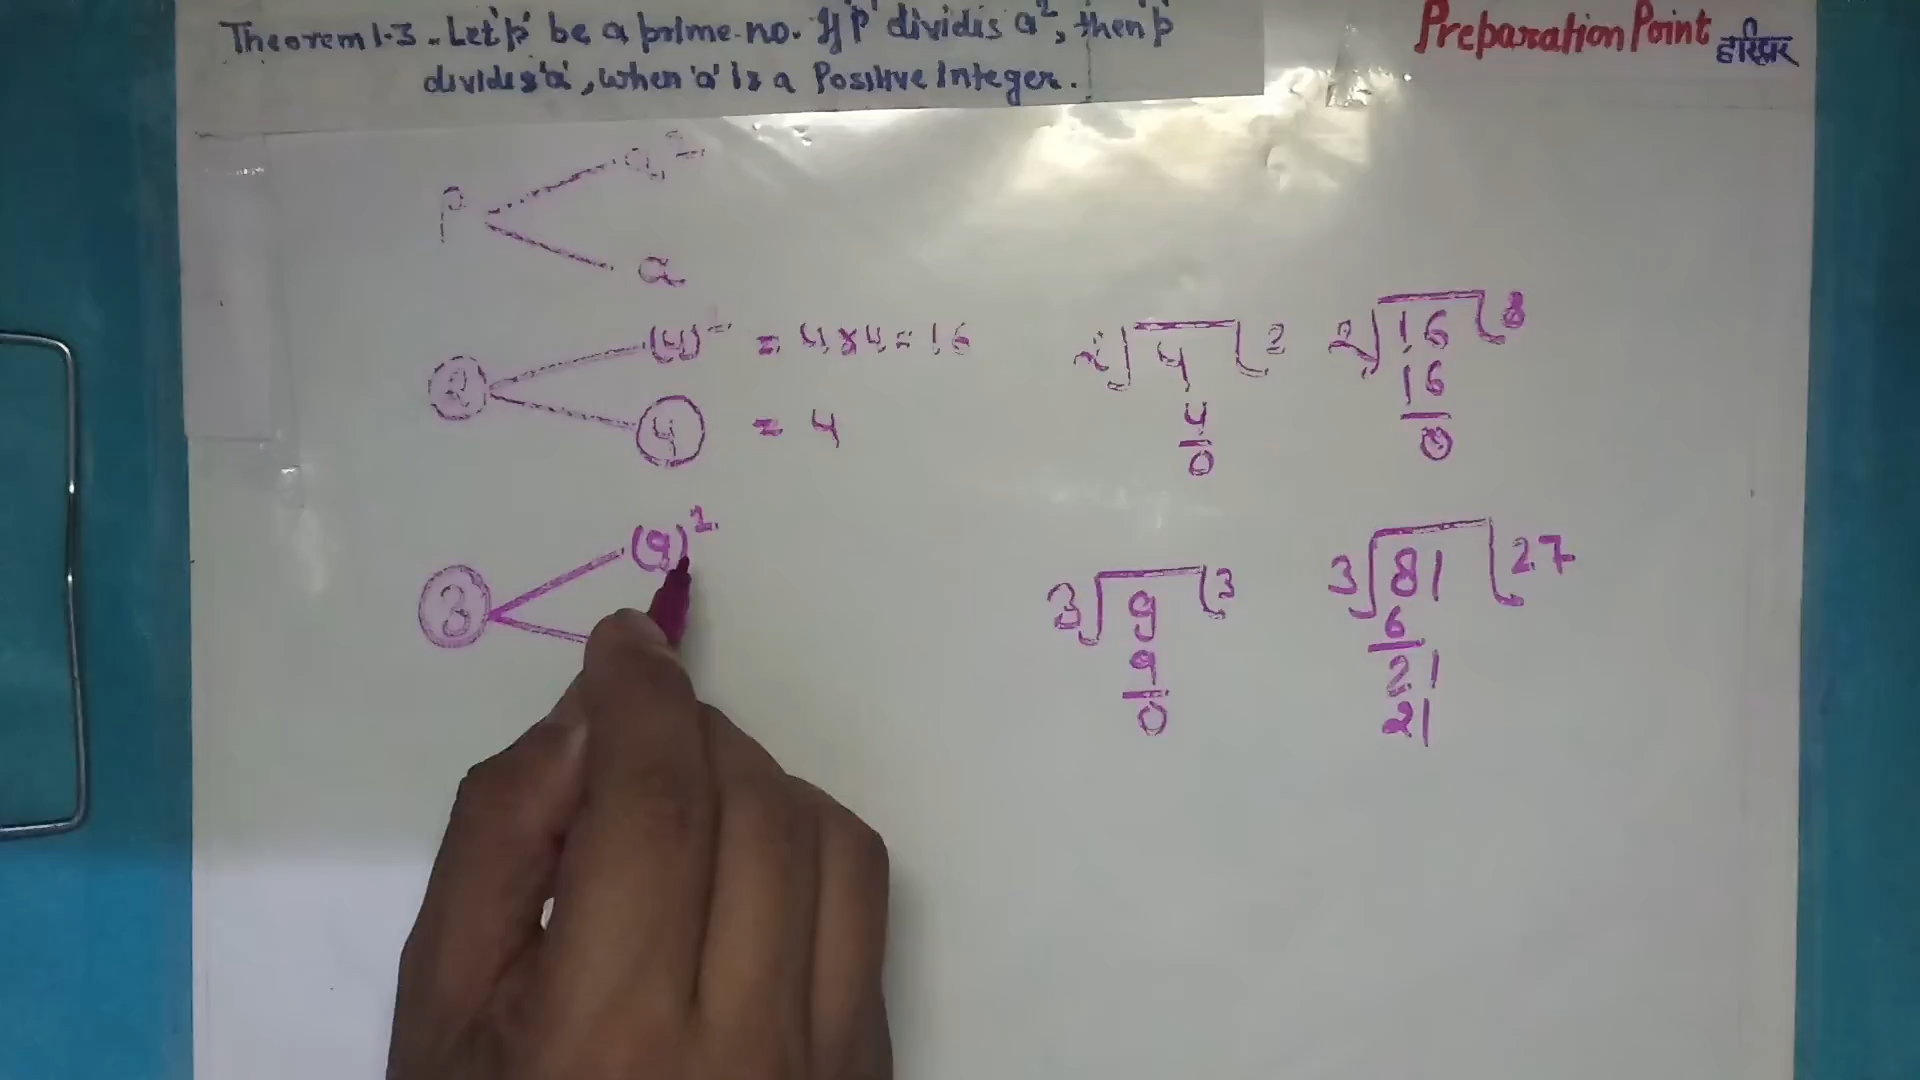 Theorem 1.3. Let 'p' be a prime no. If 'p' dividis a², then 'p'
divides 'a', when 'a' is a Positive Integer.
Preparation Point
हरिद्वार
p a²
a
2 (4)² = 4x4 = 16
4 = 4
2 4 2
4
0
2 16 8
16
0
3 (9)²
3 9 3
9
0
3 81 27
6
21
21